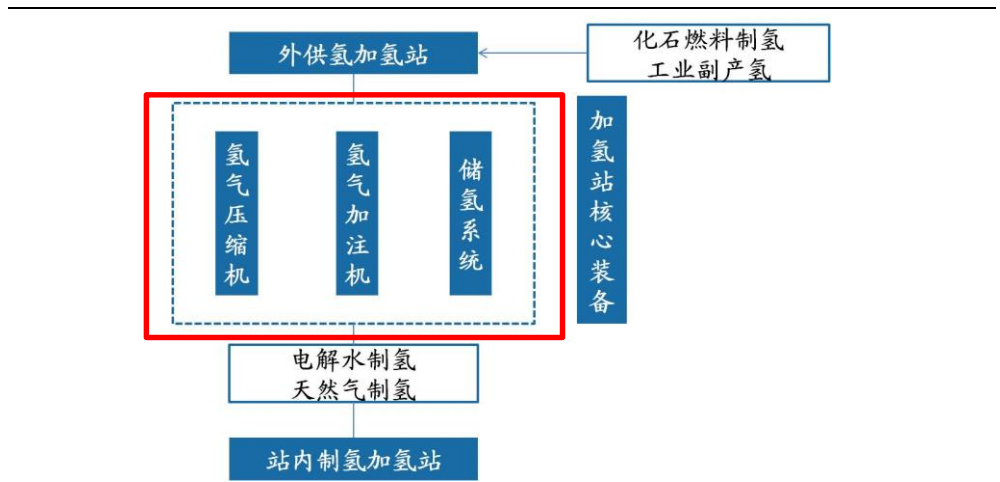 外供氢加氢站
化石燃料制氢
工业副产氢
氢气压缩机
氢气加注机
储氢系统
加氢站核心装备
电解水制氢
天然气制氢
站内制氢加氢站